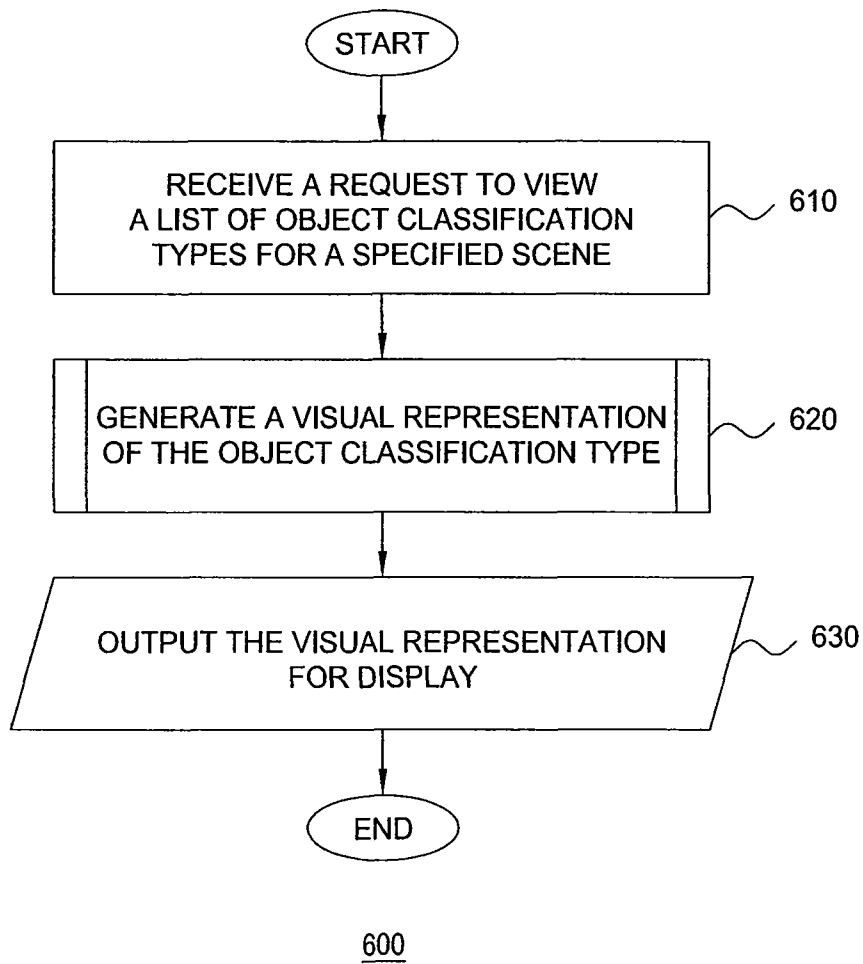 START
RECEIVE A REQUEST TO VIEW
A LIST OF OBJECT CLASSIFICATION
TYPES FOR A SPECIFIED SCENE
610
GENERATE A VISUAL REPRESENTATION
OF THE OBJECT CLASSIFICATION TYPE
620
OUTPUT THE VISUAL REPRESENTATION
FOR DISPLAY
630
END
600